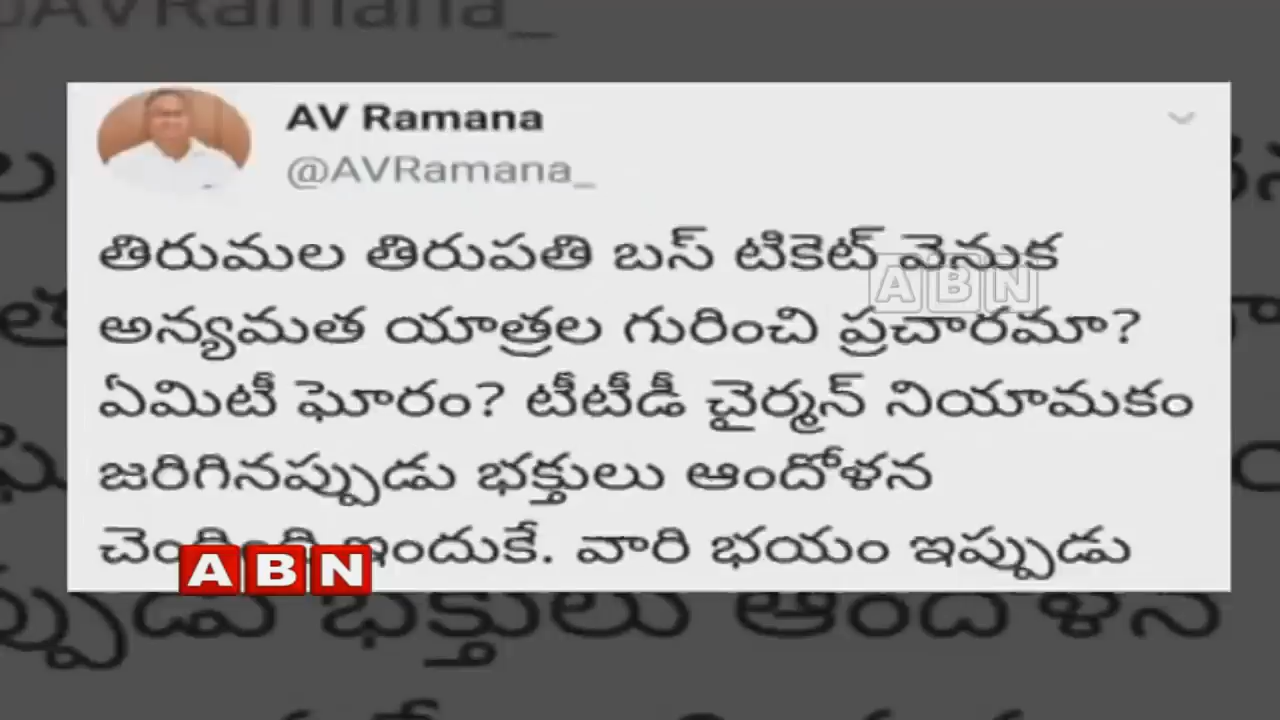 AV Ramana
@AVRamana_
తిరుమల తిరుపతి బస్ టికెట్ వెనుక
అన్యమత యాత్రల గురించి ప్రచారమా?
ఏమిటీ ఘోరం? టీటీడీ ఛైర్మన్ నియామకం
జరిగినప్పుడు భక్తులు ఆందోళన
చెందింది ఇందుకే. వారి భయం ఇప్పుడు
ABN
ABN